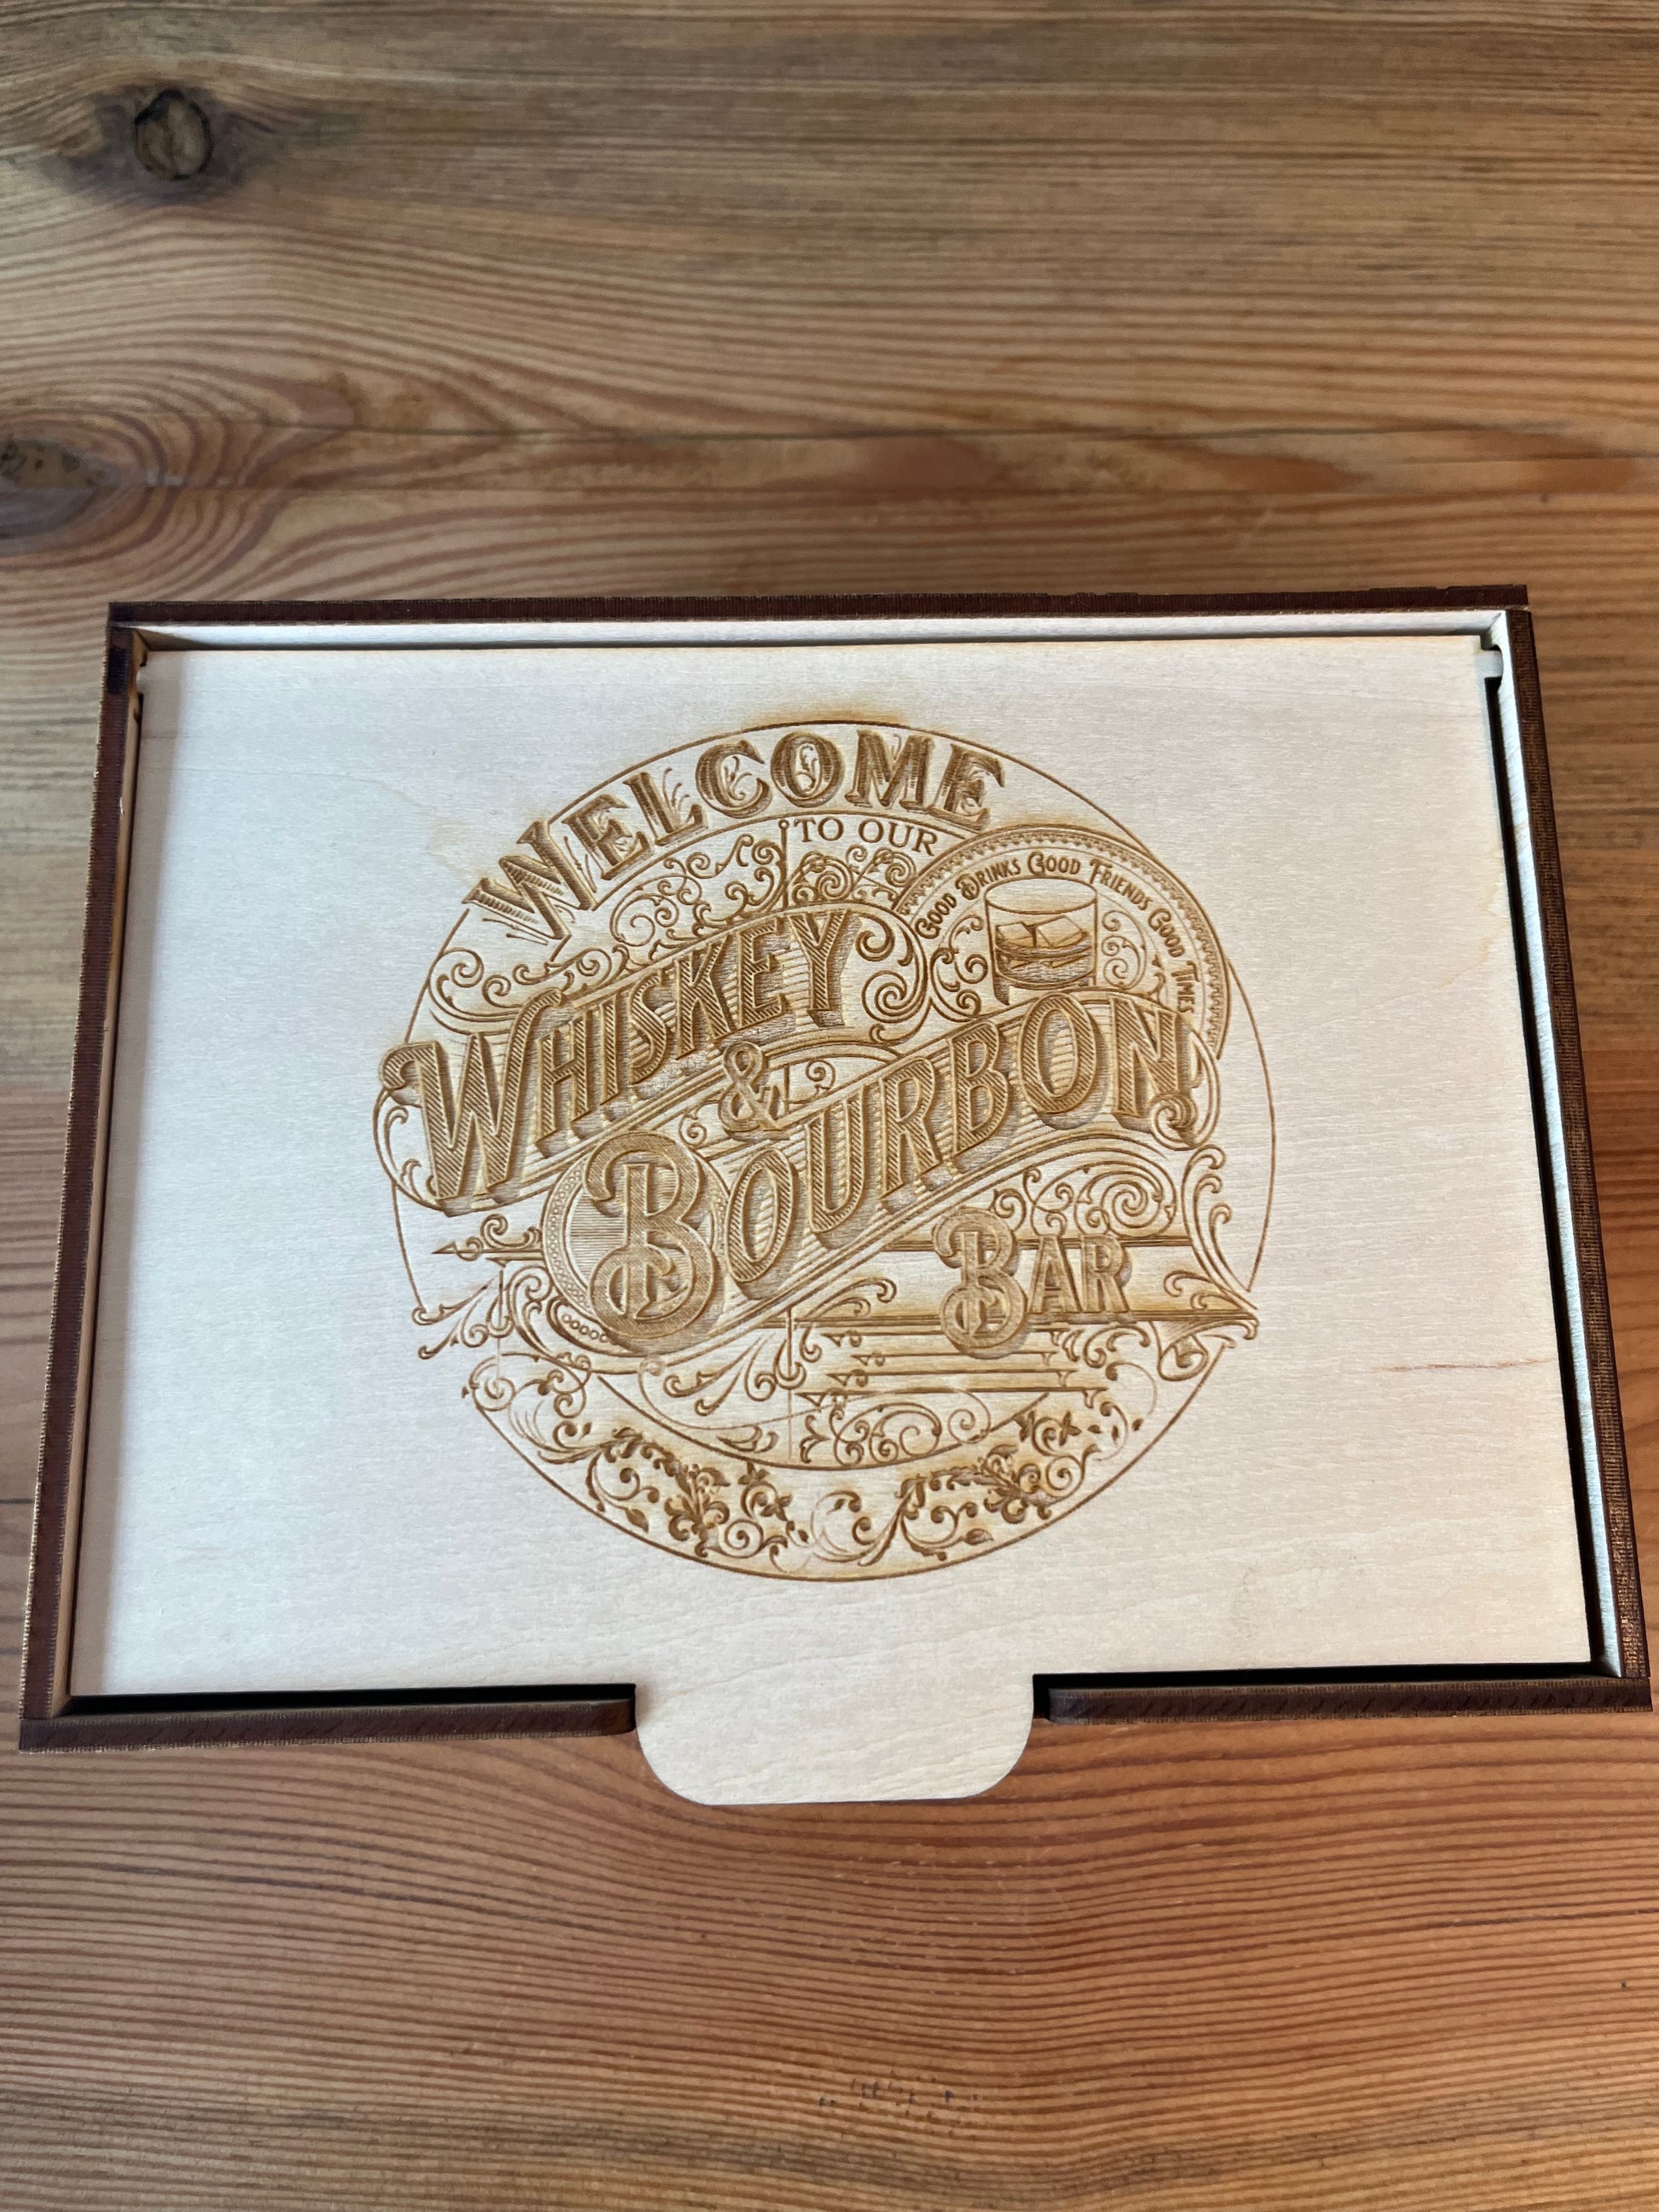 WELCOME
TO OUR
GOOD DRINKS GOOD FRIENDS GOOD TIMES
WHISKEY
&
BOURBON
BAR